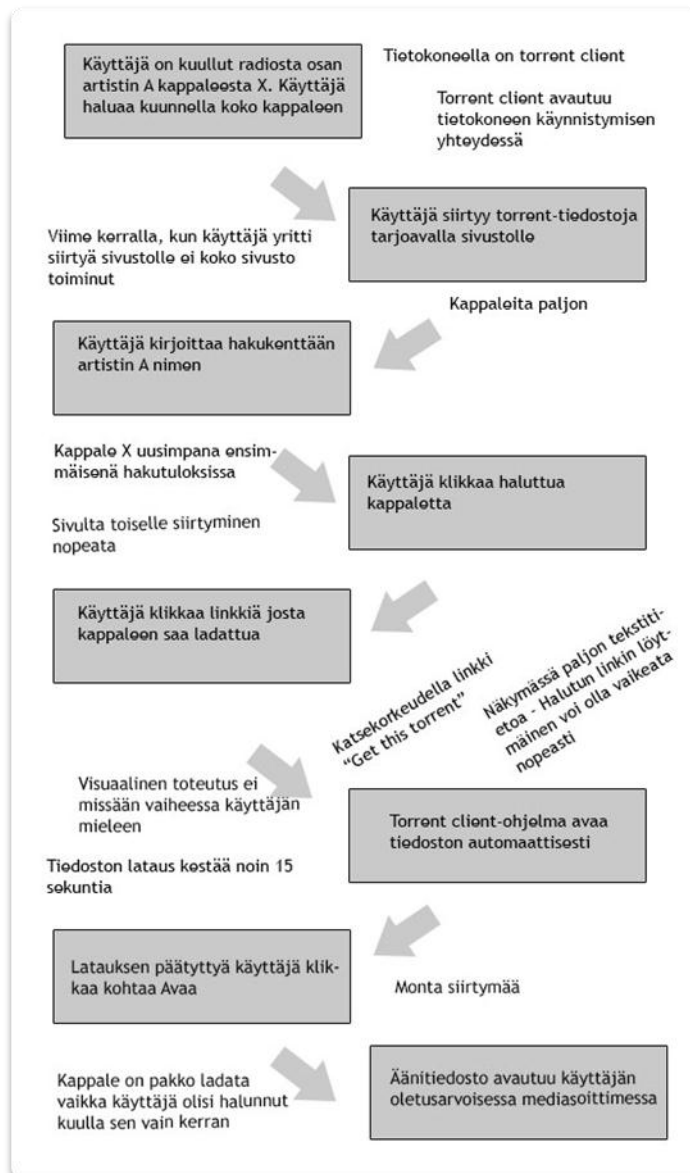 Käyttäjä on kuullut radiosta osan
artistin A kappaleesta X. Käyttäjä
haluaa kuunnella koko kappaleen
Tietokoneella on torrent client
Torrent client avautuu
tietokoneen käynnistymisen
yhteydessä
Käyttäjä siirtyy torrent-tiedostoja
tarjoavalla sivustolle
Viime kerralla, kun käyttäjä yritti
siirtyä sivustolle ei koko sivusto
toiminut
Kappaleita paljon
Käyttäjä kirjoittaa hakukenttään
artistin A nimen
Kappale X uusimpana ensim-
mäisenä hakutuloksissa
Käyttäjä klikkaa haluttua
kappaletta
Sivulta toiselle siirtyminen
nopeata
Käyttäjä klikkaa linkkiä josta
kappaleen saa ladattua
Katsekorkeudella linkki
“Get this torrent”
Näkymässä paljon tekstiti-
etoa - Halutun linkin löyt-
mäinen voi olla vaikeata
nopeasti
Visuaalinen toteutus ei
missään vaiheessa käyttäjän
mieleen
Torrent client-ohjelma avaa
tiedoston automaattisesti
Tiedoston lataus kestää noin 15
sekuntia
Latauksen päätyttyä käyttäjä klik-
kaa kohtaa Avaa
Monta siirtymää
Kappale on pakko ladata
vaikka käyttäjä olisi halunnut
kuulla sen vain kerran
Äänitiedosto avautuu käyttäjän
oletusarvoisessa mediasoittimessa